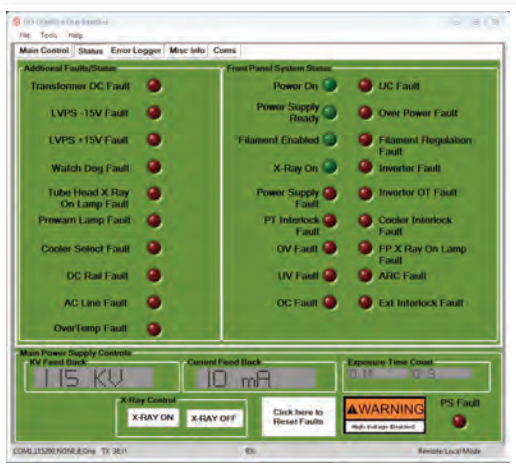 File Tools Help
Main Control Status Error Logger Misc Info Coms
Additional Faults/Status
Transformer OC Fault
LVPS -15V Fault
LVPS +15V Fault
Watch Dog Fault
Tube Head X Ray
On Lamp Fault
Prewarn Lamp Fault
Cooler Select Fault
DC Rail Fault
AC Line Fault
OverTemp Fault
Front Panel System Status
Power On
Power Supply
Ready
Filament Enabled
X-Ray On
Power Supply
Fault
PT Interlock
Fault
OV Fault
UV Fault
OC Fault
UC Fault
Over Power Fault
Filament Regulation
Fault
Inverter Fault
Invertor OT Fault
Cooler Interlock
Fault
FP X Ray On Lamp
Fault
ARC Fault
Ext Interlock Fault
Main Power Supply Controls
KV Feed Back
115 KV
Current Feed Back
10 mA
Exposure Time Count
X-Ray Control
X-RAY ON X-RAY OFF
Click here to
Reset Faults
WARNING
High Voltage Enabled
PS Fault
Remote/Local Mode